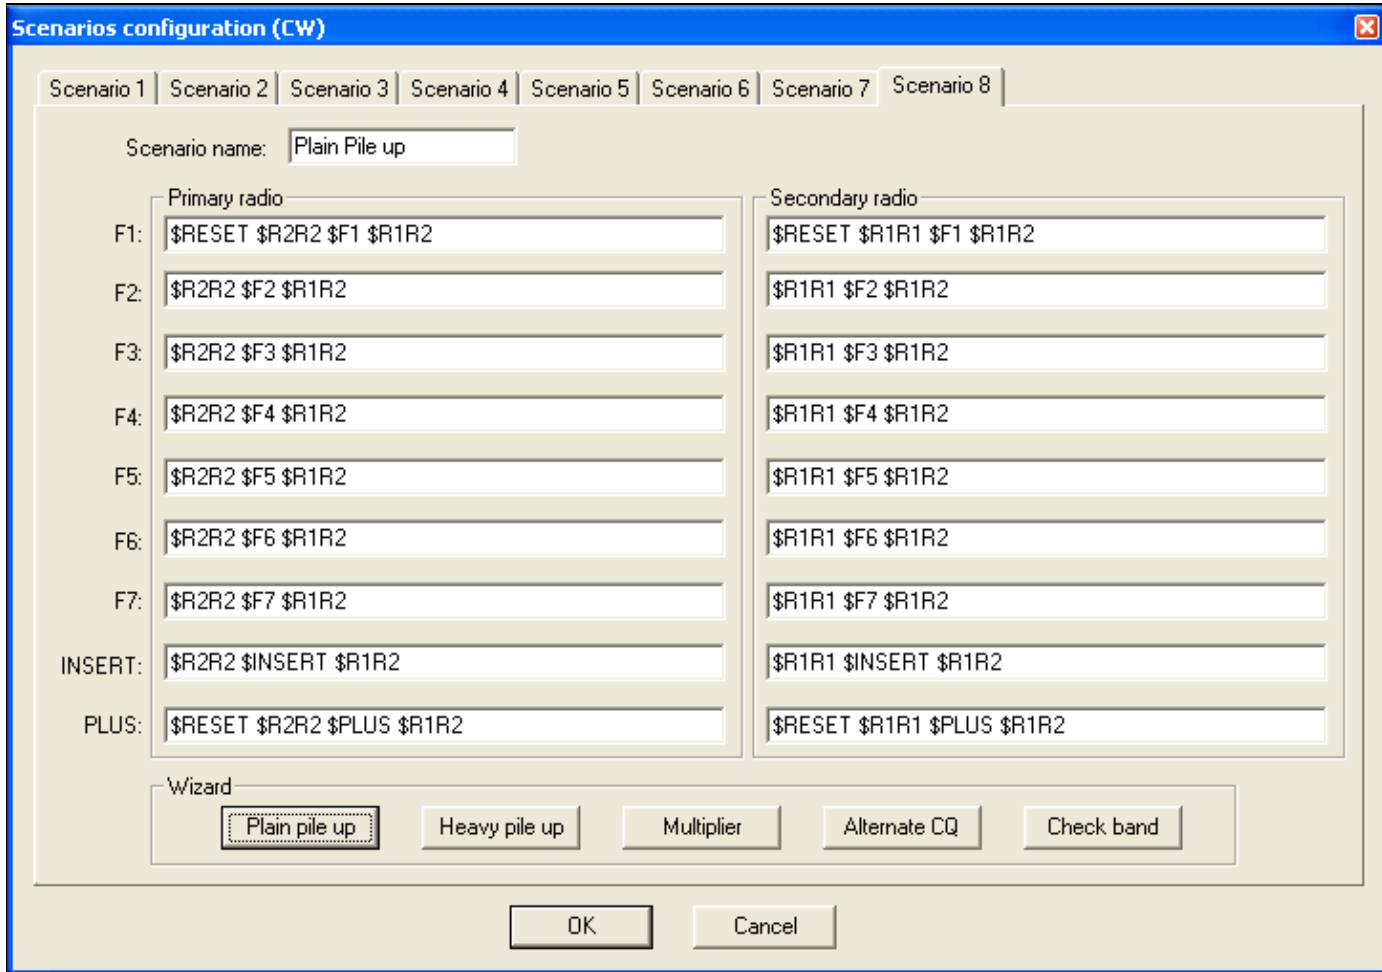 Scenarios configuration (CW)
Scenario 1 Scenario 2 Scenario 3 Scenario 4 Scenario 5 Scenario 6 Scenario 7 Scenario 8
Scenario name: Plain Pile up
Primary radio Secondary radio
F1: $RESET $R2R2 $F1 $R1R2 $RESET $R1R1 $F1 $R1R2
F2: $R2R2 $F2 $R1R2 $R1R1 $F2 $R1R2
F3: $R2R2 $F3 $R1R2 $R1R1 $F3 $R1R2
F4: $R2R2 $F4 $R1R2 $R1R1 $F4 $R1R2
F5: $R2R2 $F5 $R1R2 $R1R1 $F5 $R1R2
F6: $R2R2 $F6 $R1R2 $R1R1 $F6 $R1R2
F7: $R2R2 $F7 $R1R2 $R1R1 $F7 $R1R2
INSERT: $R2R2 $INSERT $R1R2 $R1R1 $INSERT $R1R2
PLUS: $RESET $R2R2 $PLUS $R1R2 $RESET $R1R1 $PLUS $R1R2
Wizard
Plain pile up Heavy pile up Multiplier Alternate CQ Check band
OK Cancel